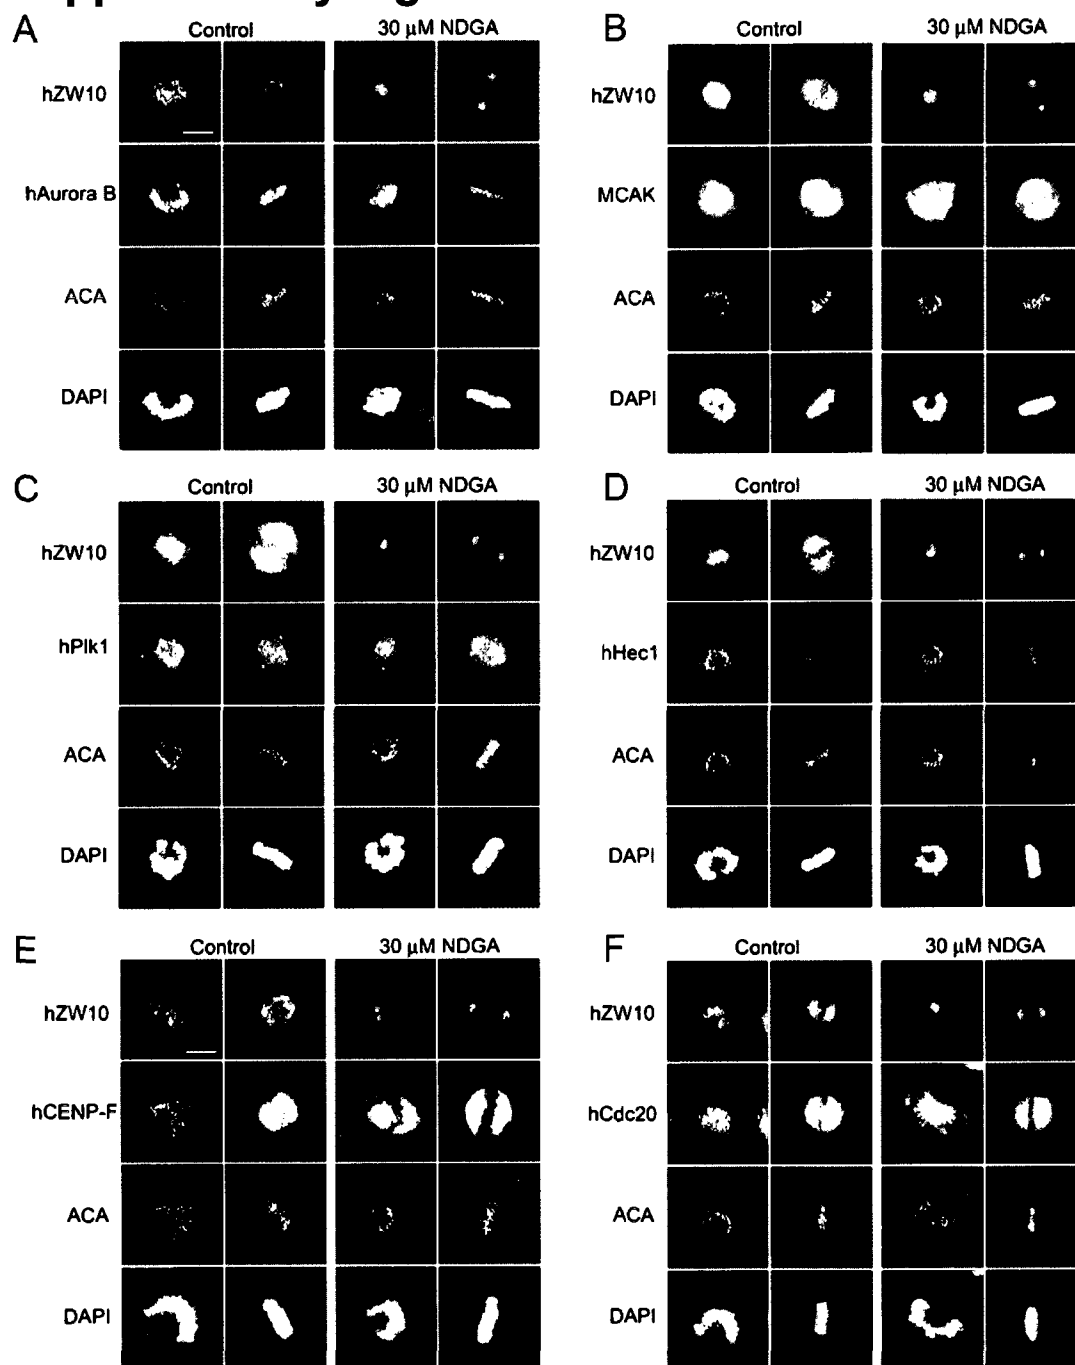 A
Control
30 μM NDGA
hZW10
hAurora B
ACA
DAPI
B
Control
30 μM NDGA
hZW10
MCAK
ACA
DAPI
C
Control
30 μM NDGA
hZW10
hPlk1
ACA
DAPI
D
Control
30 μM NDGA
hZW10
hHec1
ACA
DAPI
E
Control
30 μM NDGA
hZW10
hCENP-F
ACA
DAPI
F
Control
30 μM NDGA
hZW10
hCdc20
ACA
DAPI